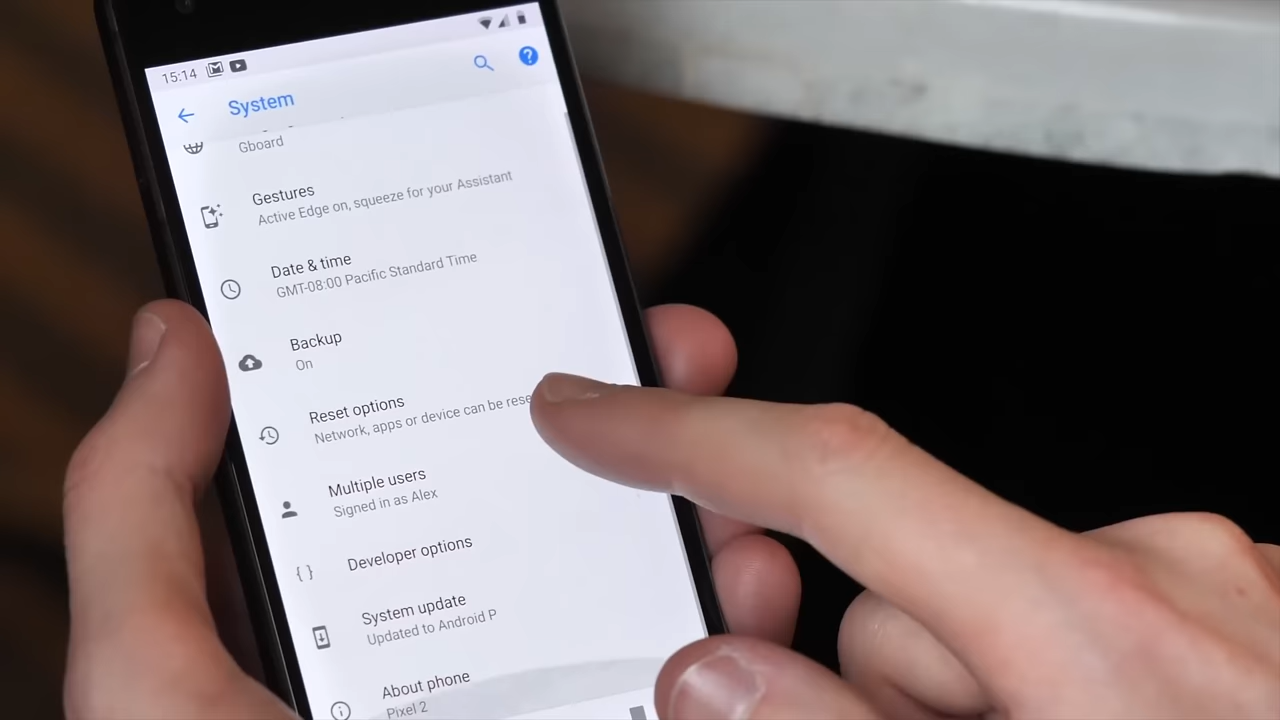 15:14
System
Gboard
Gestures
Active Edge on, squeeze for your Assistant
Date & time
GMT-08:00 Pacific Standard Time
Backup
On
Reset options
Network, apps or device can be rese
Multiple users
Signed in as Alex
{ } Developer options
System update
Updated to Android P
About phone
Pixel 2